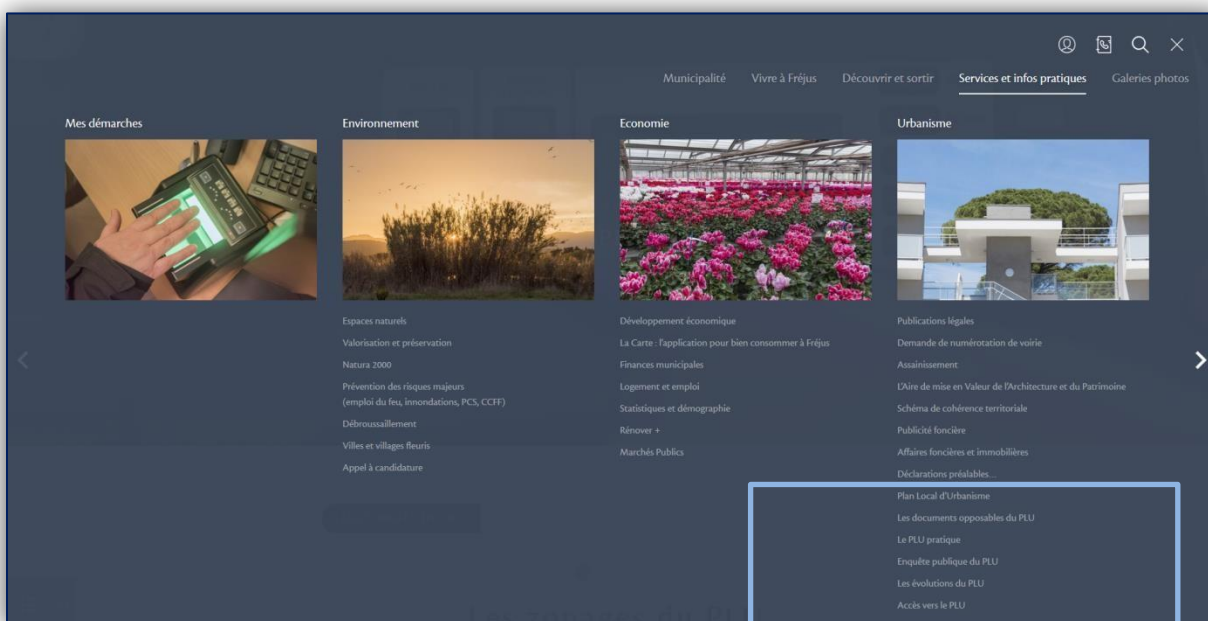 Municipalité Vivre à Fréjus Découvrir et sortir Services et infos pratiques Galeries photos
Mes démarches
Environnement
Espaces naturels
Valorisation et préservation
Natura 2000
Prévention des risques majeurs
(emploi du feu, innondations, PCS, CCFF)
Débroussaillement
Villes et villages fleuris
Appel à candidature
Economie
Développement économique
La Carte : l'application pour bien consommer à Fréjus
Finances municipales
Logement et emploi
Statistiques et démographie
Rénover +
Marchés Publics
Urbanisme
Publications légales
Demande de numérotation de voirie
Assainissement
L'Aire de mise en Valeur de l'Architecture et du Patrimoine
Schéma de cohérence territoriale
Publicité foncière
Affaires foncières et immobilières
Déclarations préalables...
Plan Local d'Urbanisme
Les documents opposables du PLU
Le PLU pratique
Enquête publique du PLU
Les évolutions du PLU
Accès vers le PLU